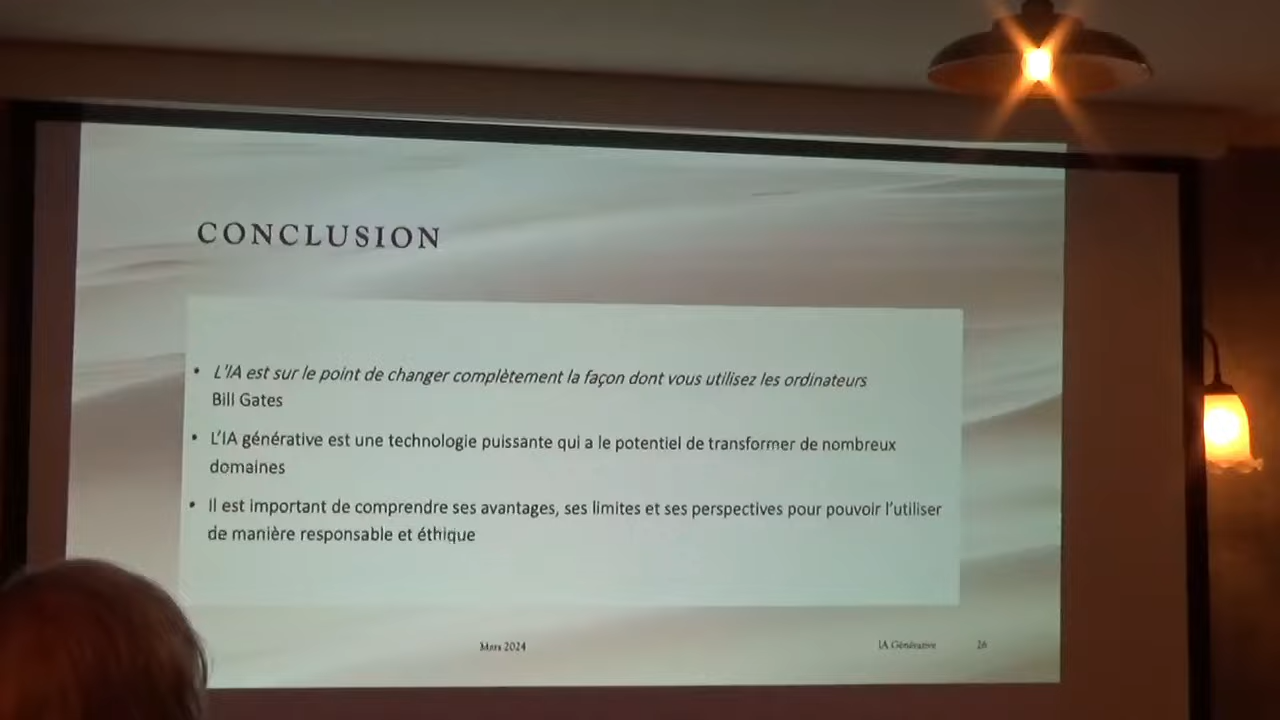 CONCLUSION
• L'IA est sur le point de changer complètement la façon dont vous utilisez les ordinateurs
Bill Gates
• L'IA générative est une technologie puissante qui a le potentiel de transformer de nombreux
domaines
• Il est important de comprendre ses avantages, ses limites et ses perspectives pour pouvoir l'utiliser
de manière responsable et éthique
Mars 2024
IA Générative
26